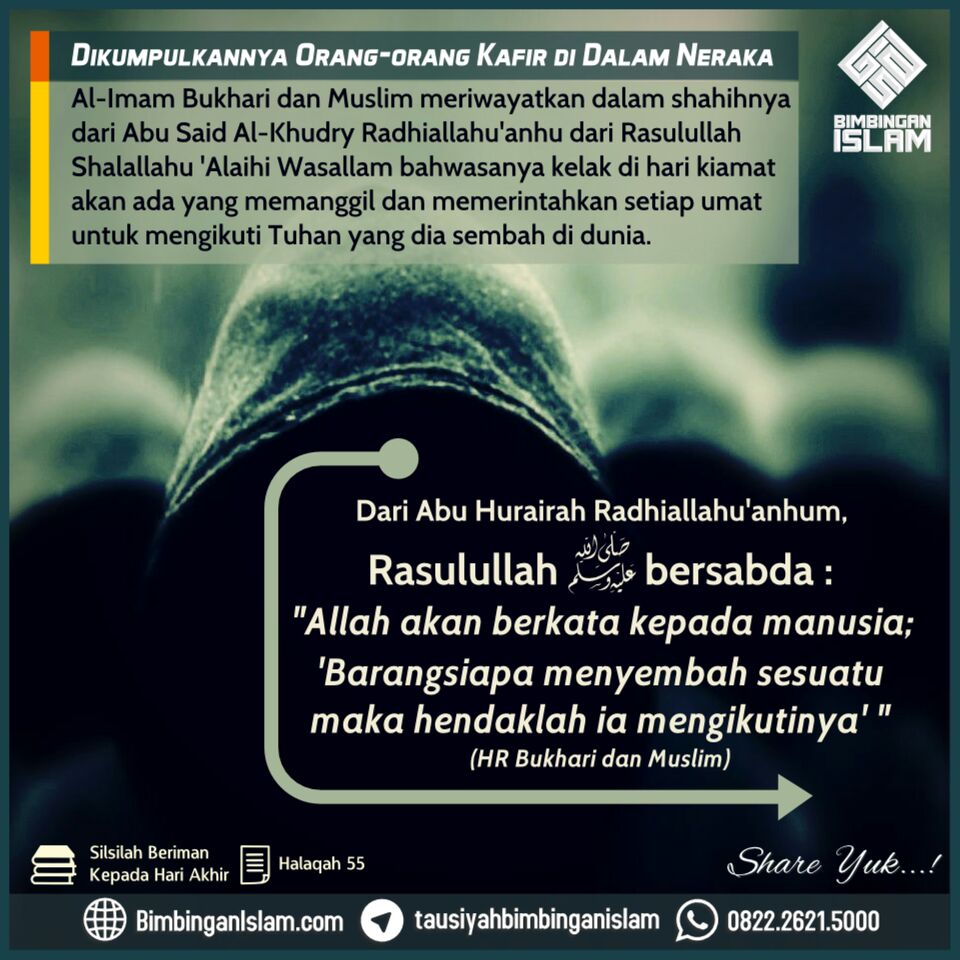 Dikumpulkannya Orang-orang Kafir di Dalam Neraka
BIMBINGAN
ISLAM
Al-Imam Bukhari dan Muslim meriwayatkan dalam shahihnya
dari Abu Said Al-Khudry Radhiallahu'anhu dari Rasulullah
Shalallahu 'Alaihi Wasallam bahwasanya kelak di hari kiamat
akan ada yang memanggil dan memerintahkan setiap umat
untuk mengikuti Tuhan yang dia sembah di dunia.
Dari Abu Hurairah Radhiallahu'anhum,
Rasulullah ﷺ bersabda :
"Allah akan berkata kepada manusia;
'Barangsiapa menyembah sesuatu
maka hendaklah ia mengikutinya' "
(HR Bukhari dan Muslim)
Silsilah Beriman
Kepada Hari Akhir
Halaqah 55
Share Yuk...!
BimbinganIslam.com
tausiyahbimbinganislam
0822.2621.5000